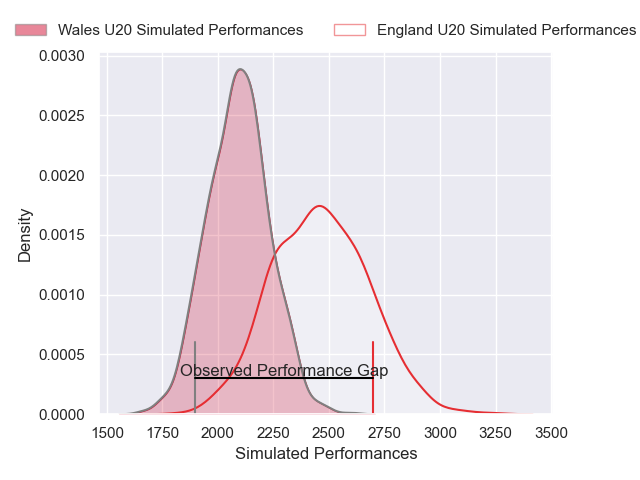 Wales U20 Simulated Performances
England U20 Simulated Performances
0.0030
0.0025
0.0020
0.0015
0.0010
0.0005
0.0000
Density
Observed Performance Gap
1500 1750 2000 2250 2500 2750 3000 3250 3500
Simulated Performances